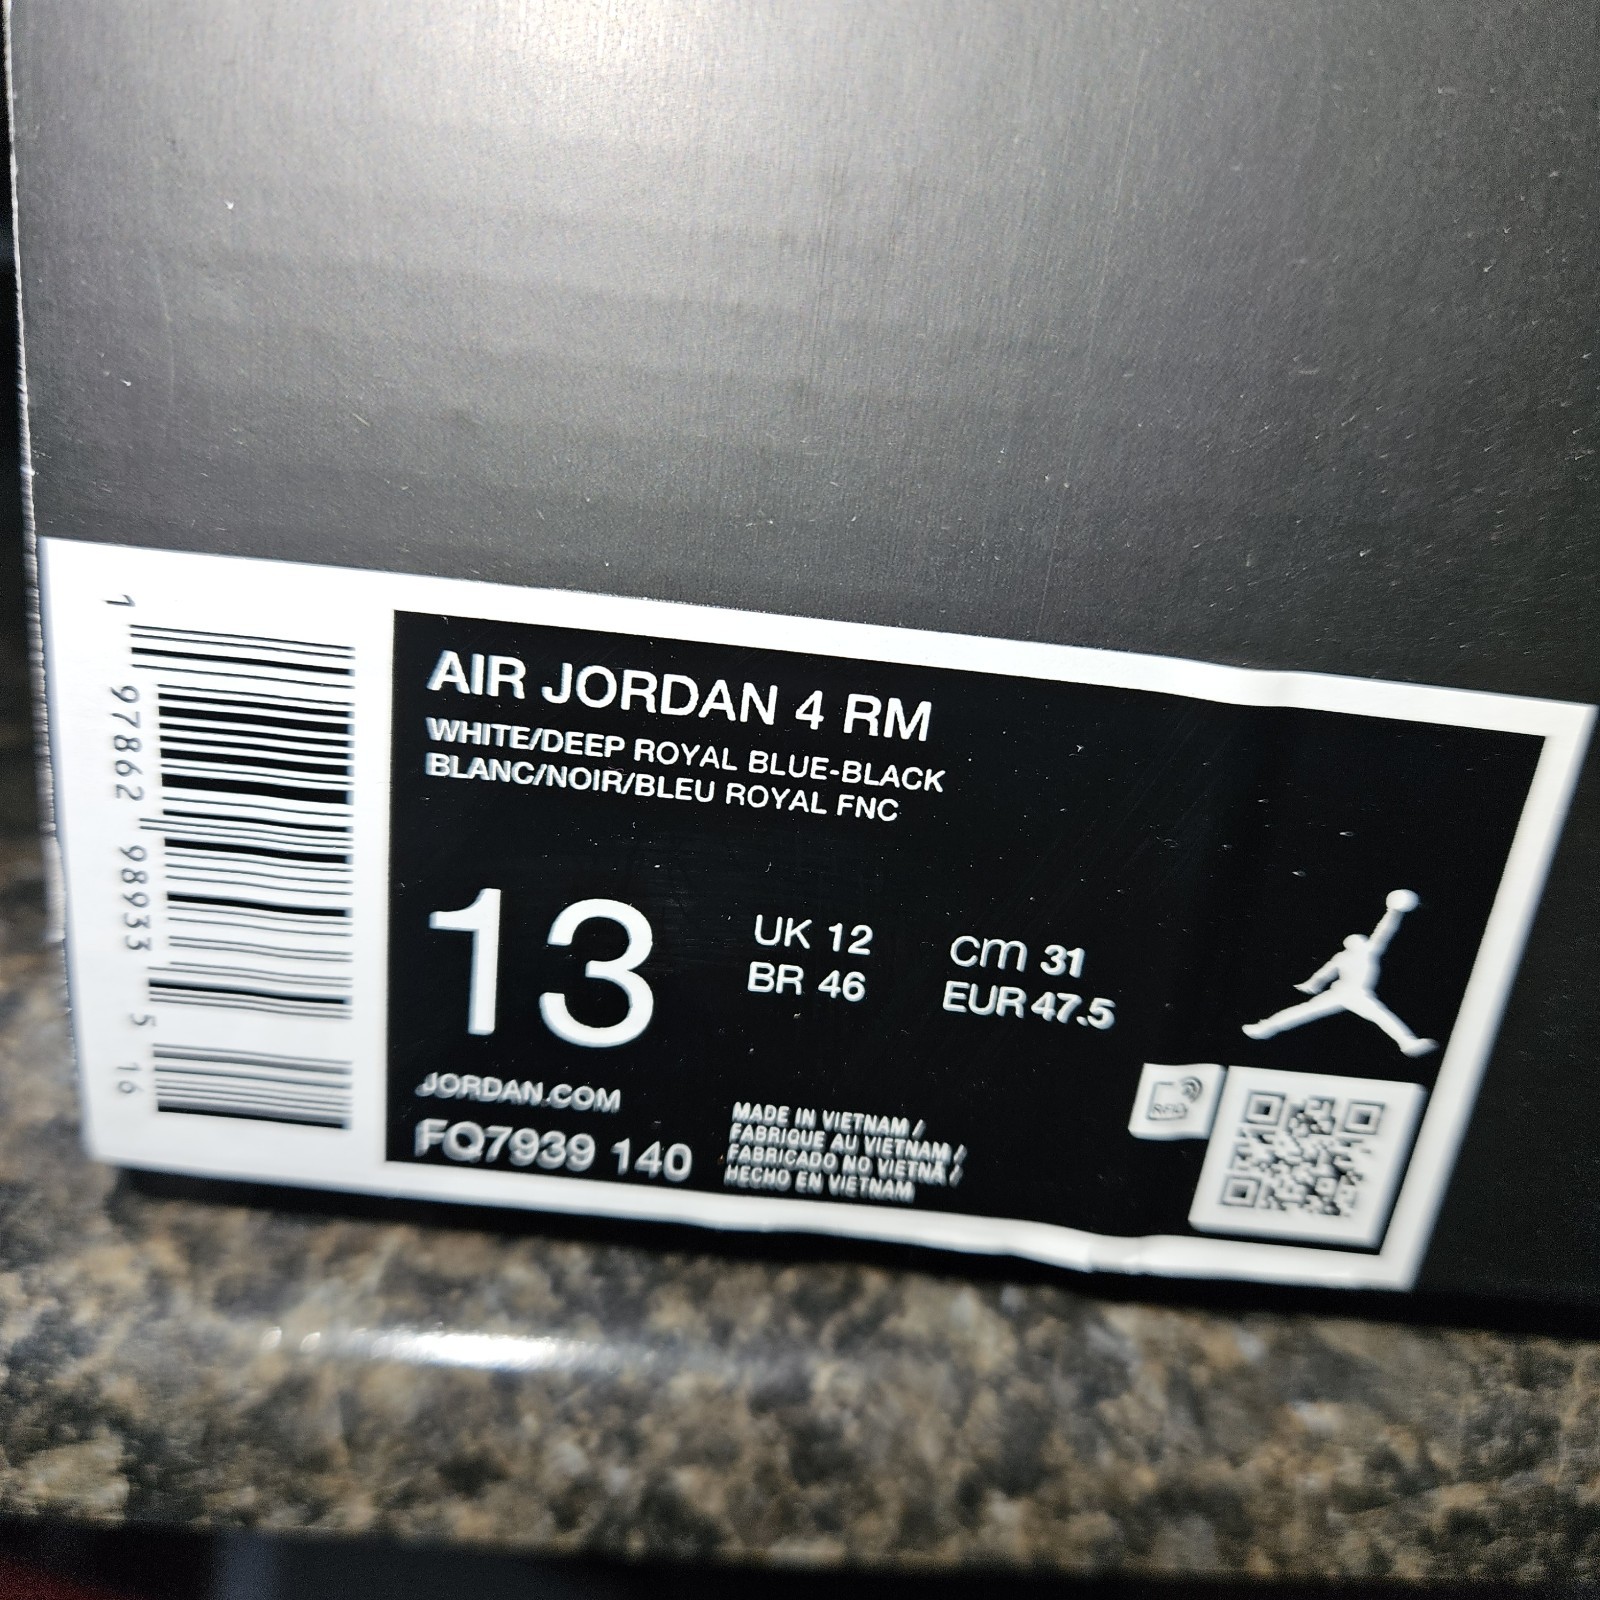 1 97862 98933 5 16
AIR JORDAN 4 RM
WHITE/DEEP ROYAL BLUE-BLACK
BLANC/NOIR/BLEU ROYAL FNC
13
UK 12
BR 46
cm 31
EUR 47.5
JORDAN.COM
FQ7939 140
MADE IN VIETNAM /
FABRIQUE AU VIETNAM /
FABRICADO NO VIETNÃ /
HECHO EN VIETNAM
RFID